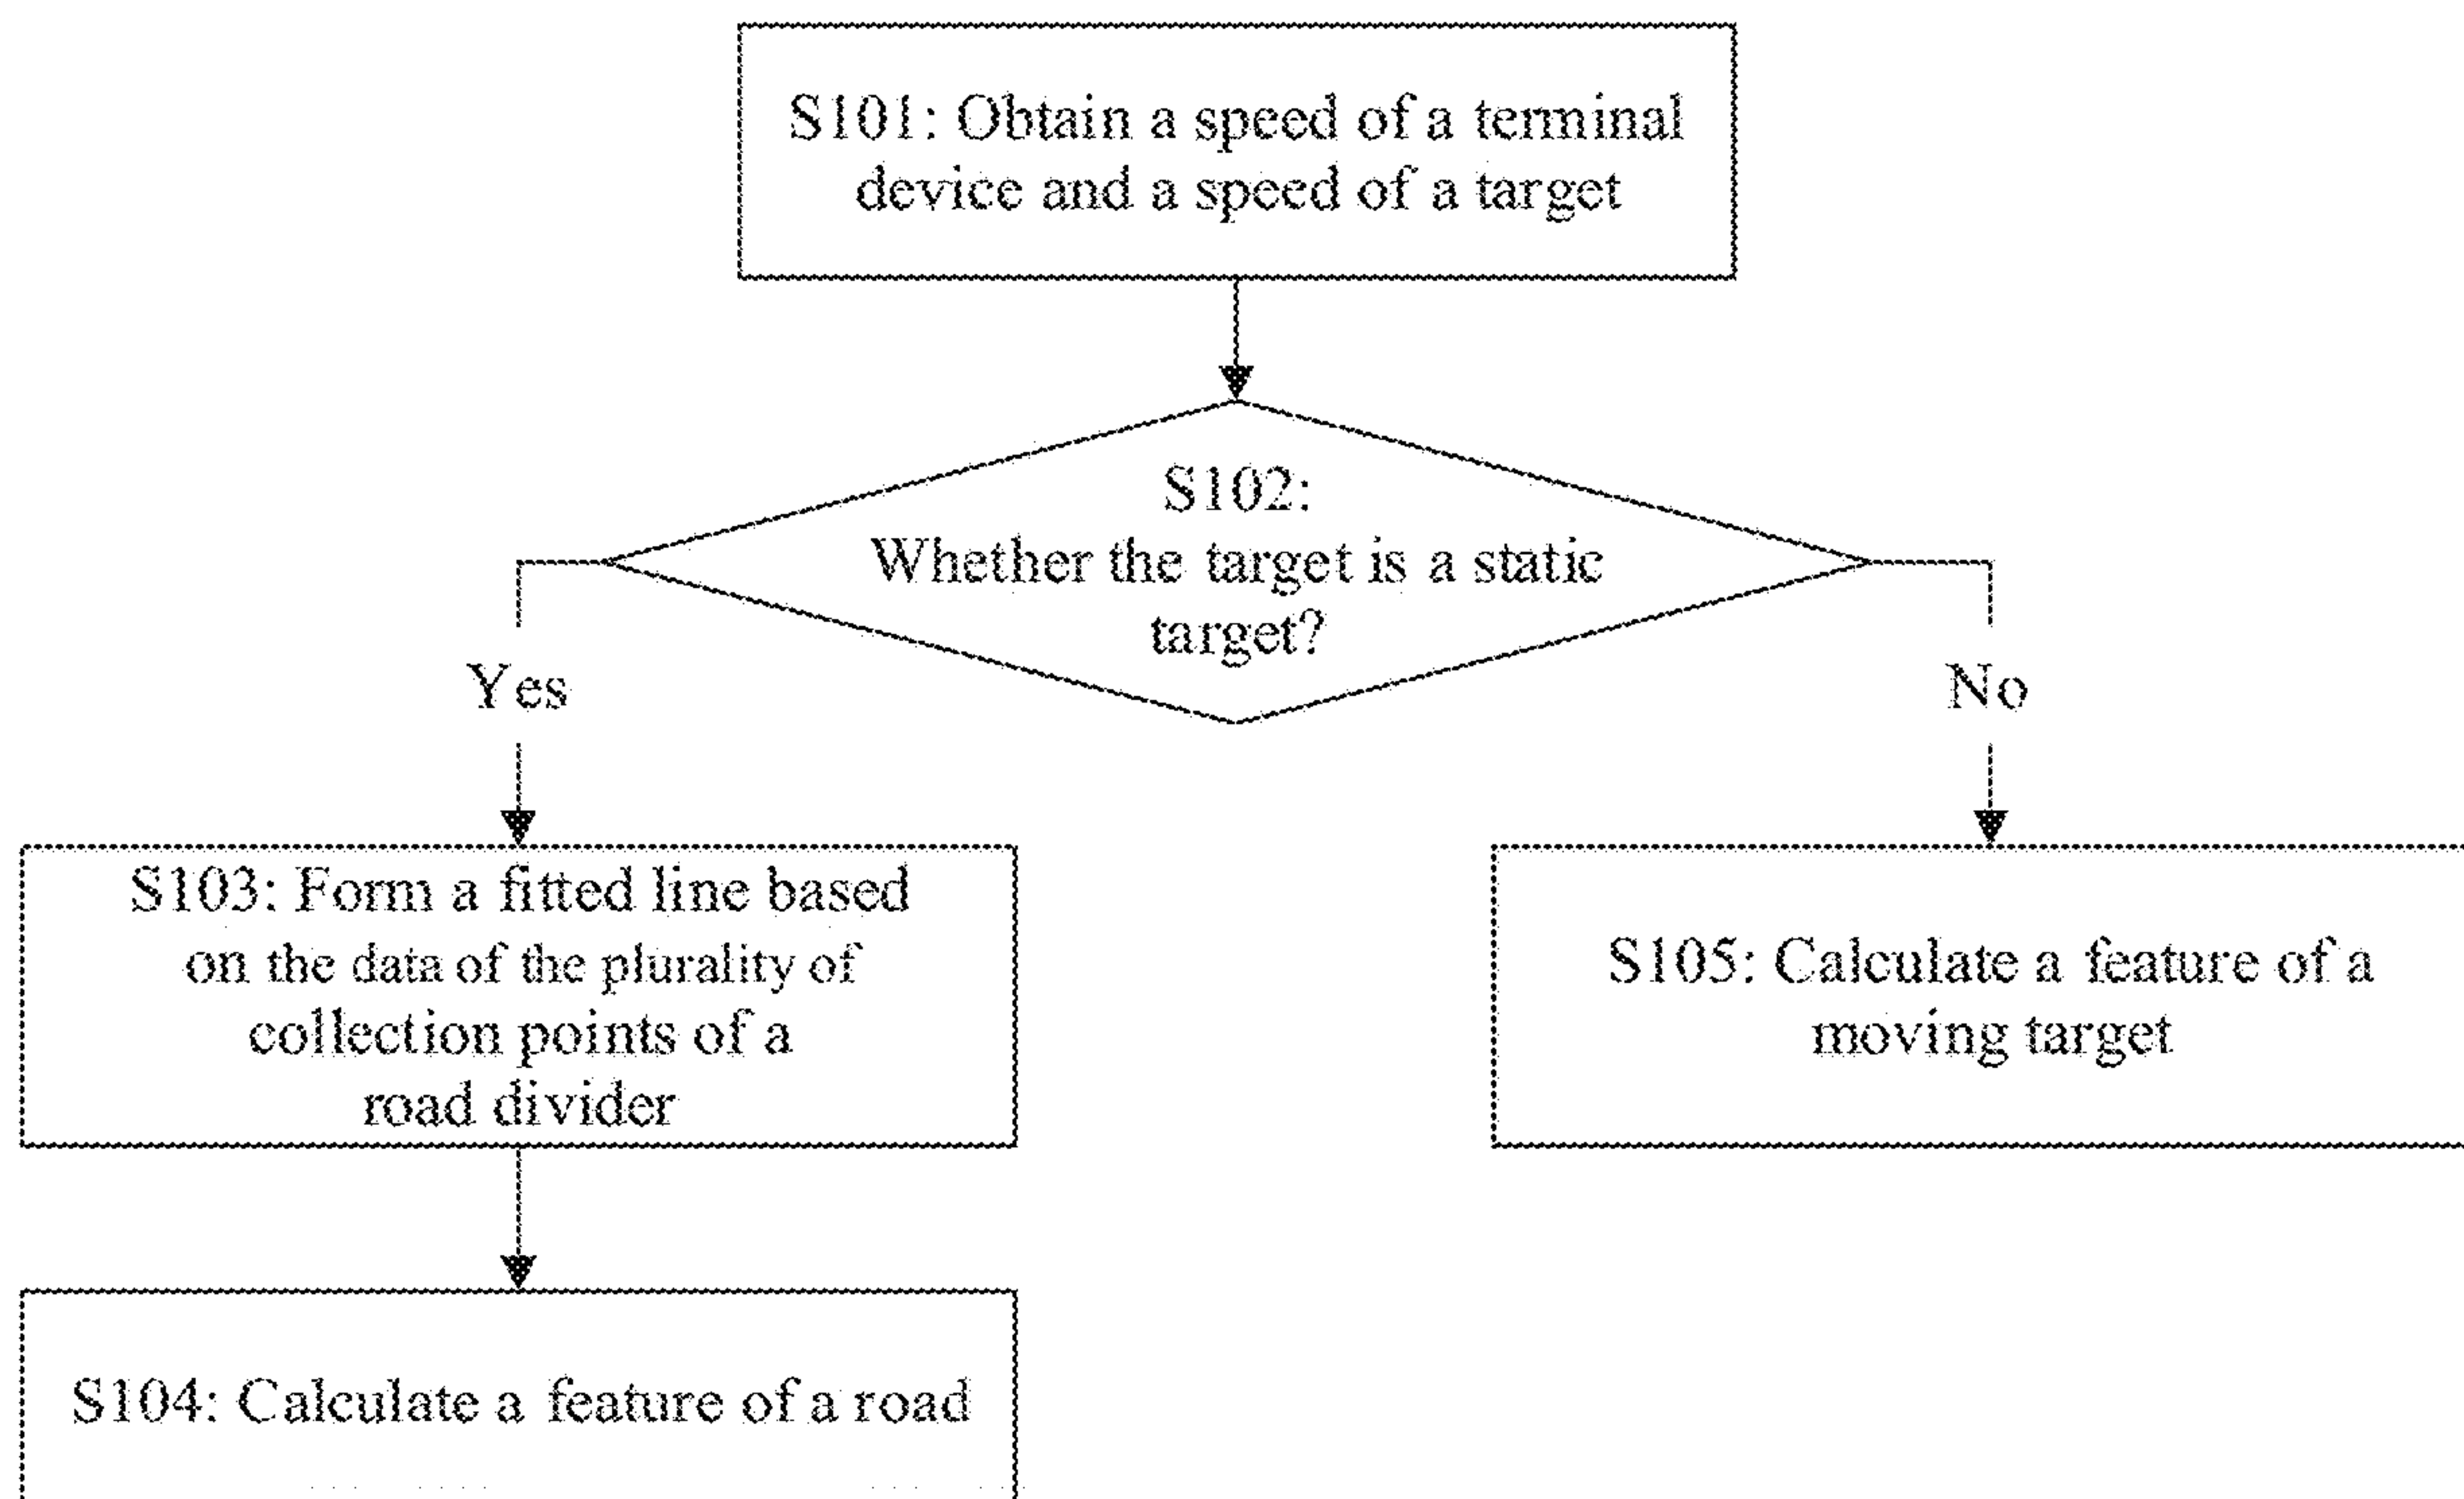 S101: Obtain a speed of a terminal
device and a speed of a target
S102:
Whether the target is a static
target?
Yes
No
S103: Form a fitted line based
on the data of the plurality of
collection points of a
road divider
S105: Calculate a feature of a
moving target
S104: Calculate a feature of a road